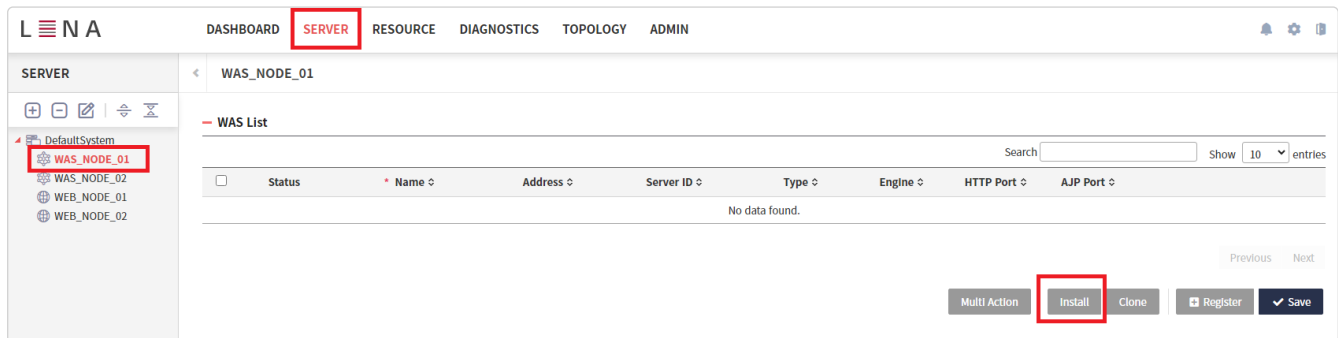 LENA DASHBOARD SERVER RESOURCE DIAGNOSTICS TOPOLOGY ADMIN
SERVER WAS_NODE_01
DefaultSystem
WAS_NODE_01
WAS_NODE_02
WEB_NODE_01
WEB_NODE_02
WAS List
Search Show 10 entries
Status * Name Address Server ID Type Engine HTTP Port AJP Port
No data found.
Previous Next
Multi Action Install Clone Register Save